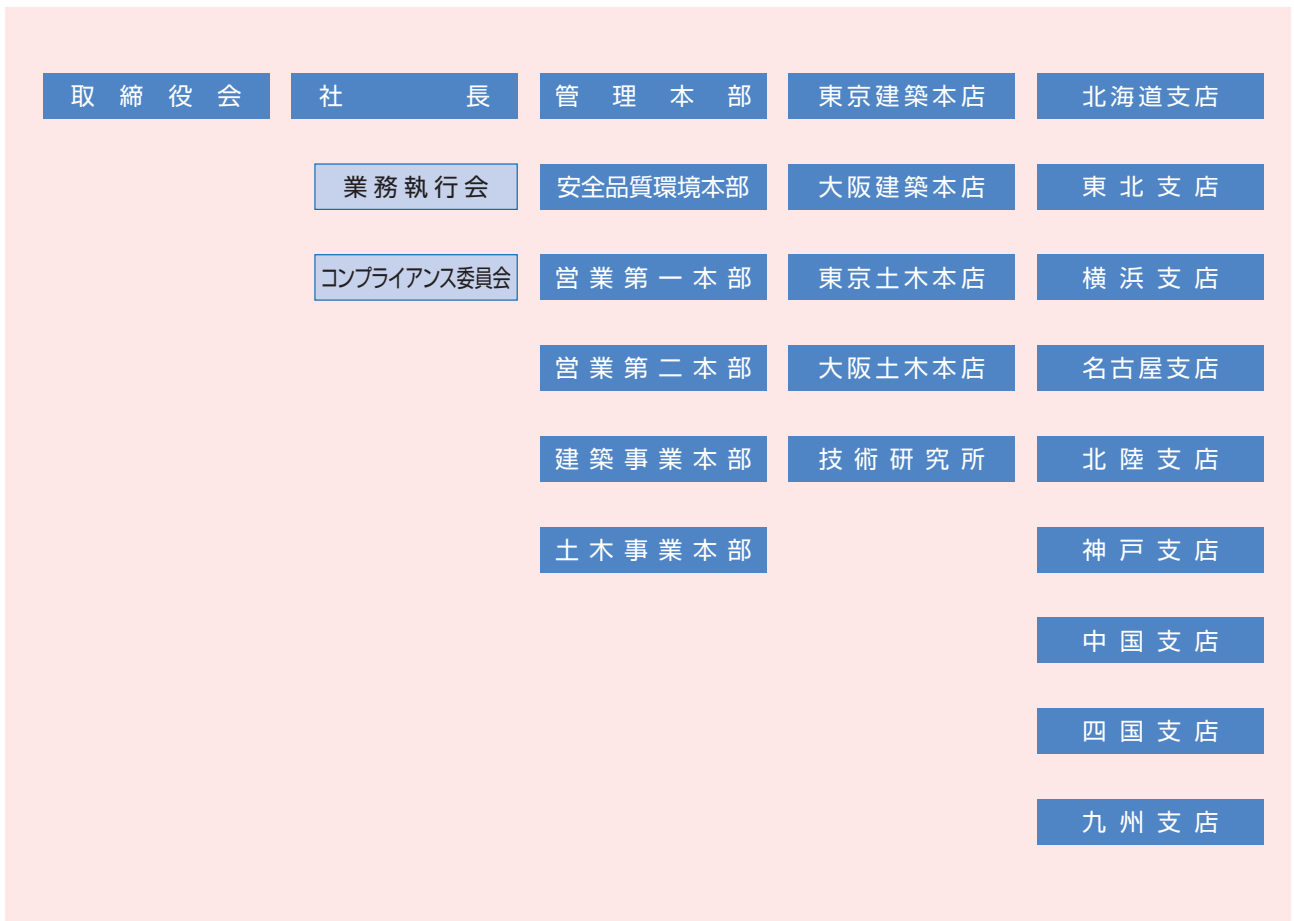 取締役会
社長
業務執行会
コンプライアンス委員会
管理本部
安全品質環境本部
営業第一本部
営業第二本部
建築事業本部
土木事業本部
東京建築本店
大阪建築本店
東京土木本店
大阪土木本店
技術研究所
北海道支店
東北支店
横浜支店
名古屋支店
北陸支店
神戸支店
中国支店
四国支店
九州支店